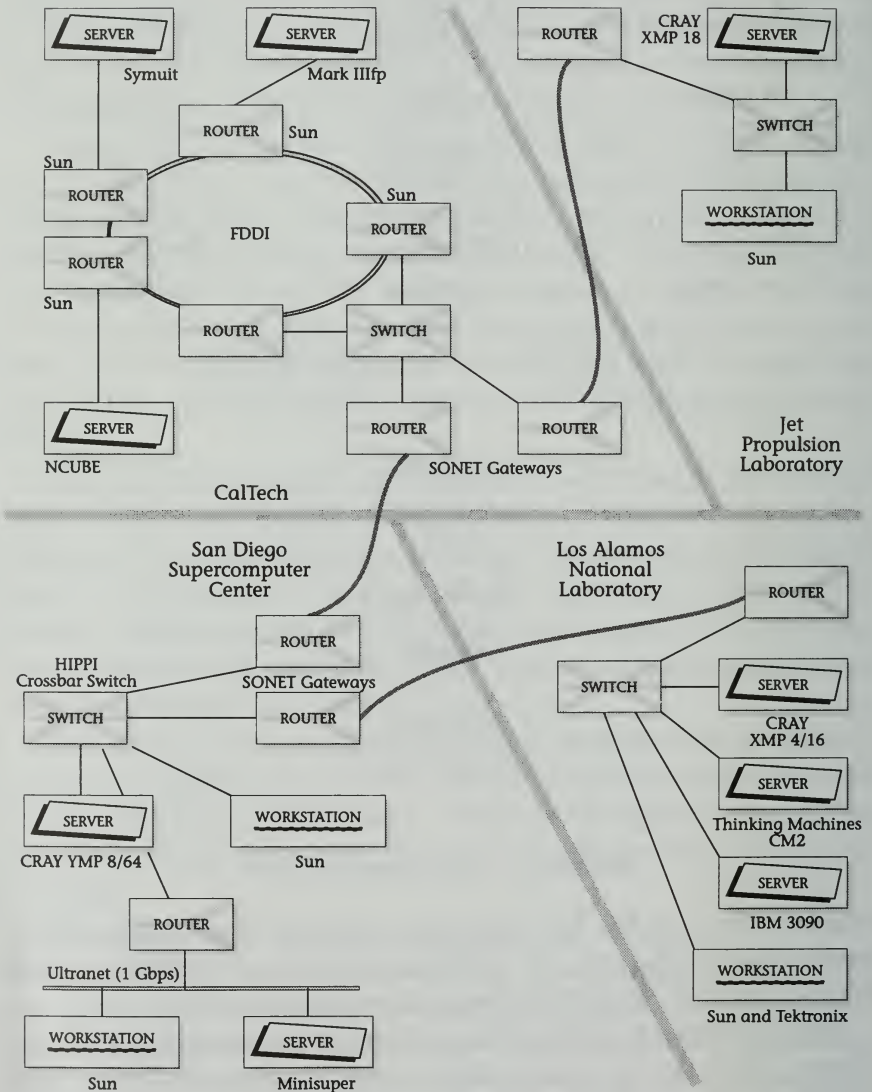 SERVER
Symuit
SERVER
Mark IIIfp
ROUTER
Sun
Sun
ROUTER
Sun
ROUTER
FDDI
ROUTER
Sun
ROUTER
SWITCH
SERVER
NCUBE
ROUTER
ROUTER
SONET Gateways
CalTech
ROUTER
CRAY
XMP 18
SERVER
SWITCH
WORKSTATION
Sun
Jet
Propulsion
Laboratory
San Diego
Supercomputer
Center
ROUTER
HIPPI
Crossbar Switch
SONET Gateways
SWITCH
ROUTER
SERVER
CRAY YMP 8/64
WORKSTATION
Sun
ROUTER
Ultranet (1 Gbps)
WORKSTATION
Sun
SERVER
Minisuper
Los Alamos
National
Laboratory
ROUTER
SWITCH
SERVER
CRAY
XMP 4/16
SERVER
Thinking Machines
CM2
SERVER
IBM 3090
WORKSTATION
Sun and Tektronix